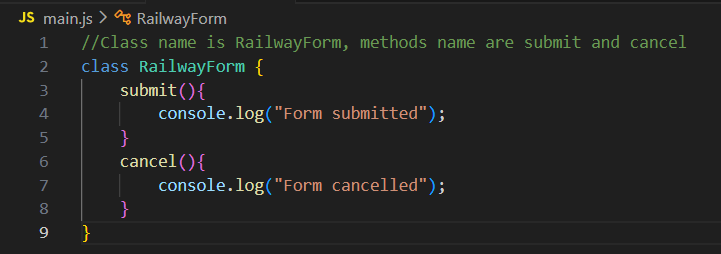 JS main.js > RailwayForm
1 //Class name is RailwayForm, methods name are submit and cancel
2 class RailwayForm {
3     submit(){
4         console.log("Form submitted");
5     }
6     cancel(){
7         console.log("Form cancelled");
8     }
9 }